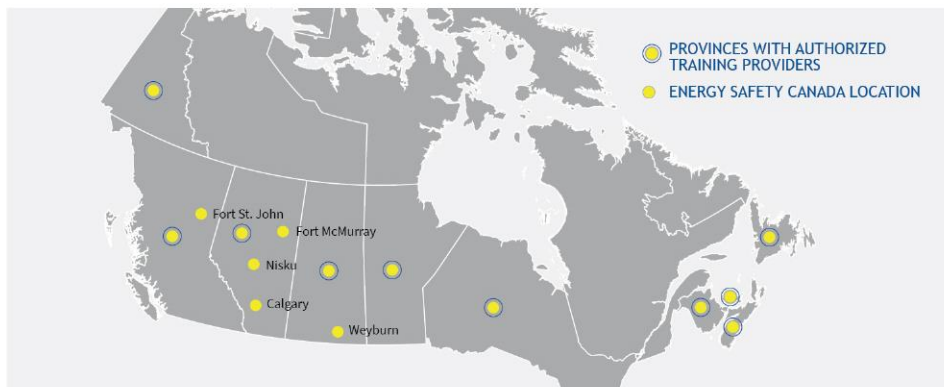 PROVINCES WITH AUTHORIZED
TRAINING PROVIDERS
ENERGY SAFETY CANADA LOCATION
Fort St. John
Fort McMurray
Nisku
Calgary
Weyburn